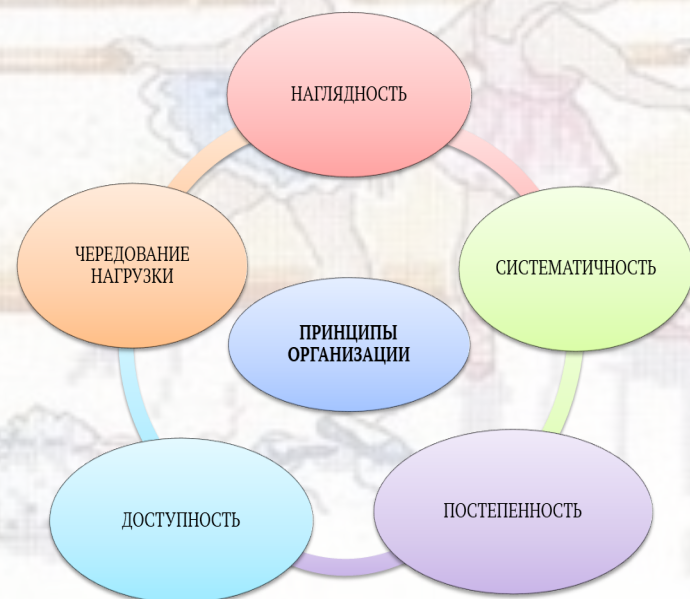 НАГЛЯДНОСТЬ
ЧЕРЕДОВАНИЕ
НАГРУЗКИ
СИСТЕМАТИЧНОСТЬ
ПРИНЦИПЫ
ОРГАНИЗАЦИИ
ДОСТУПНОСТЬ
ПОСТЕПЕННОСТЬ